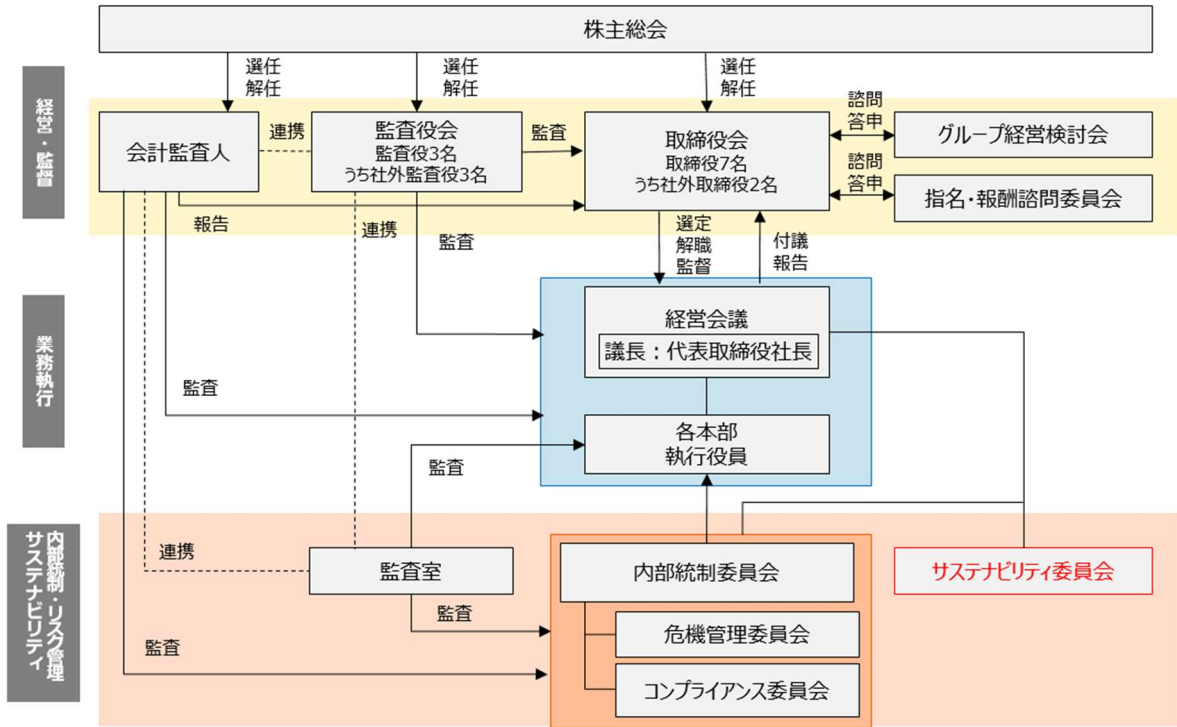 株主総会
選任
解任
選任
解任
選任
解任
経営・監督
会計監査人
連携
監査役会
監査役3名
うち社外監査役3名
監査
取締役会
取締役7名
うち社外取締役2名
諮問
答申
グループ経営検討会
諮問
答申
指名・報酬諮問委員会
報告
連携
監査
選定
解職
監督
付議
報告
業務執行
経営会議
議長：代表取締役社長
監査
各本部
執行役員
監査
内部統制・リスク管理
サステナビリティ
連携
監査室
内部統制委員会
サステナビリティ委員会
監査
危機管理委員会
監査
コンプライアンス委員会